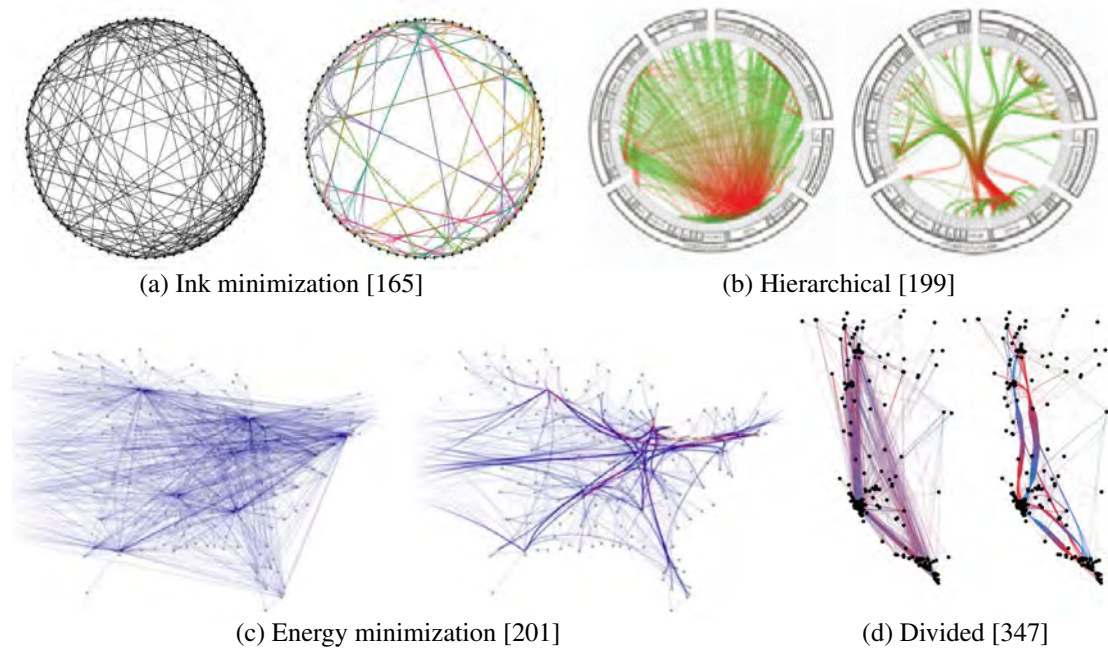 (a) Ink minimization [165]
(b) Hierarchical [199]
(c) Energy minimization [201]
(d) Divided [347]